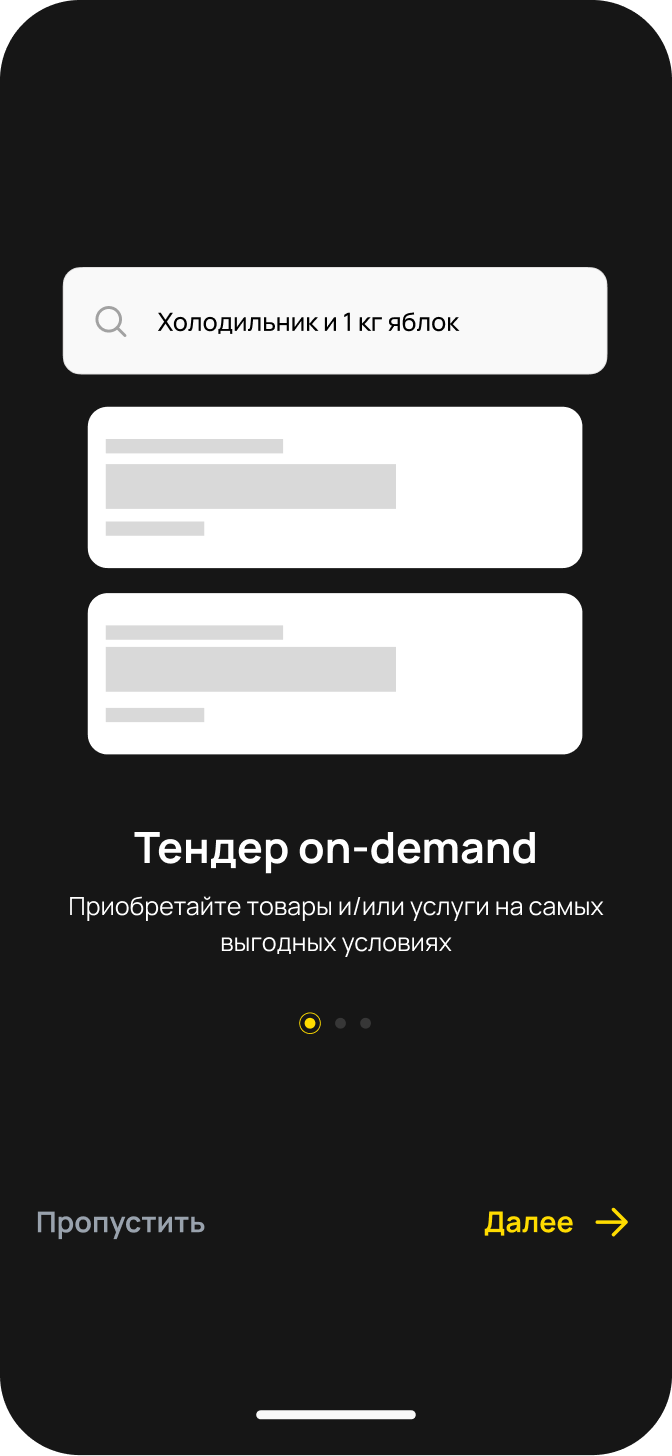 Холодильник и 1 кг яблок
Тендер on-demand
Приобретайте товары и/или услуги на самых
выгодных условиях
Пропустить
Далее